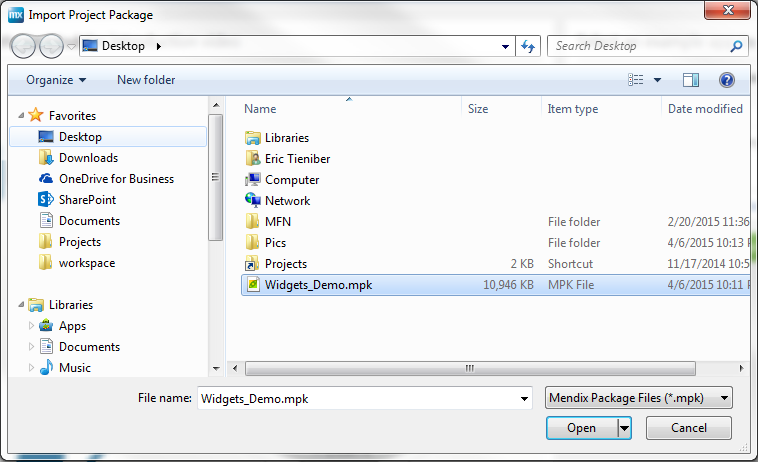 mx Import Project Package
Desktop
Search Desktop
Organize New folder
Name Size Item type Date modified
Favorites
Desktop
Downloads
OneDrive for Business
SharePoint
Documents
Projects
workspace
Libraries
Apps
Documents
Music
Libraries
Eric Tieniber
Computer
Network
MFN File folder 2/20/2015 11:36
Pics File folder 4/6/2015 10:13 P
Projects 2 KB Shortcut 11/17/2014 10:5
Widgets_Demo.mpk 10,946 KB MPK File 4/6/2015 10:11 P
File name: Widgets_Demo.mpk Mendix Package Files (*.mpk)
Open Cancel